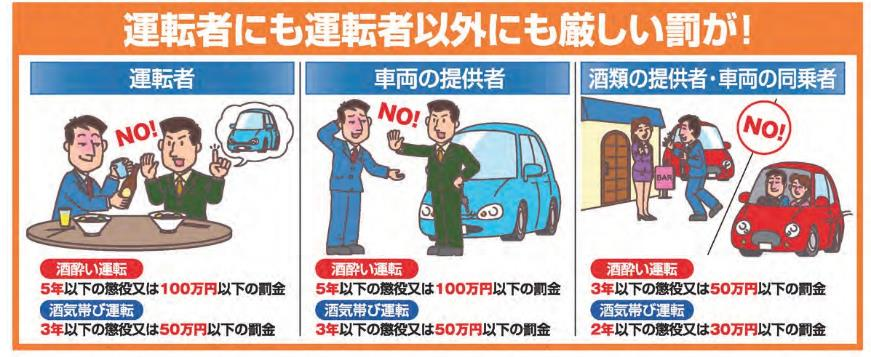 運転者にも運転者以外にも厳しい罰が!
運転者
NO!
酒酔い運転
5年以下の懲役又は100万円以下の罰金
酒気帯び運転
3年以下の懲役又は50万円以下の罰金
車両の提供者
NO!
酒酔い運転
5年以下の懲役又は100万円以下の罰金
酒気帯び運転
3年以下の懲役又は50万円以下の罰金
酒類の提供者・車両の同乗者
BAR
NO!
酒酔い運転
3年以下の懲役又は50万円以下の罰金
酒気帯び運転
2年以下の懲役又は30万円以下の罰金